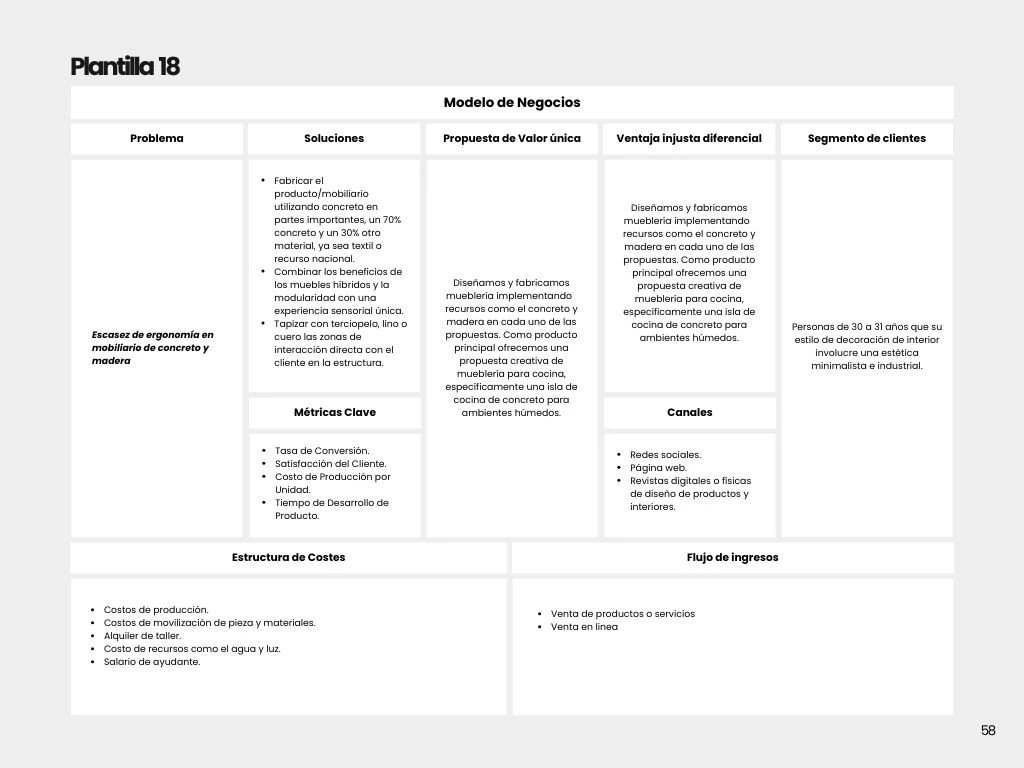 Plantilla 18
Modelo de Negocios
Problema
Soluciones
Propuesta de Valor única
Ventaja injusta diferencial
Segmento de clientes
Escasez de ergonomía en
mobiliario de concreto y
madera
• Fabricar el
producto/mobiliario
utilizando concreto en
partes importantes, un 70%
concreto y un 30% otro
material, ya sea textil o
recurso nacional.
• Combinar los beneficios de
los muebles híbridos y la
modularidad con una
experiencia sensorial única.
• Tapizar con terciopelo, lino o
cuero las zonas de
interacción directa con el
cliente en la estructura.
Métricas Clave
• Tasa de Conversión.
• Satisfacción del Cliente.
• Costo de Producción por
Unidad.
• Tiempo de Desarrollo de
Producto.
Diseñamos y fabricamos
mueblería implementando
recursos como el concreto y
madera en cada uno de las
propuestas. Como producto
principal ofrecemos una
propuesta creativa de
mueblería para cocina,
específicamente una isla de
cocina de concreto para
ambientes húmedos.
Diseñamos y fabricamos
mueblería implementando
recursos como el concreto y
madera en cada uno de las
propuestas. Como producto
principal ofrecemos una
propuesta creativa de
mueblería para cocina,
específicamente una isla de
cocina de concreto para
ambientes húmedos.
Canales
• Redes sociales.
• Página web.
• Revistas digitales o físicas
de diseño de productos y
interiores.
Personas de 30 a 31 años que su
estilo de decoración de interior
involucre una estética
minimalista e industrial.
Estructura de Costes
• Costos de producción.
• Costos de movilización de pieza y materiales.
• Alquiler de taller.
• Costo de recursos como el agua y luz.
• Salario de ayudante.
Flujo de ingresos
• Venta de productos o servicios
• Venta en linea
58